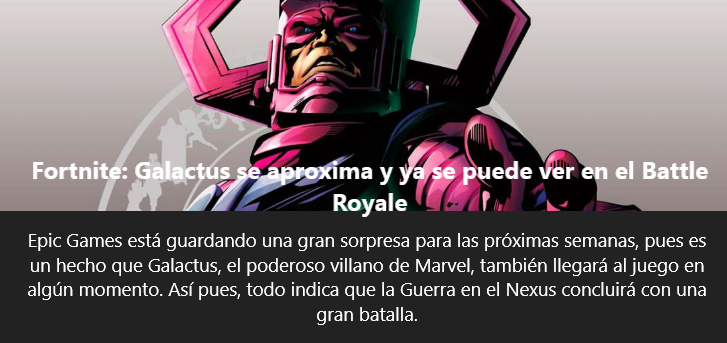 Fortnite: Galactus se aproxima y ya se puede ver en el Battle
Royale
Epic Games está guardando una gran sorpresa para las próximas semanas, pues es
un hecho que Galactus, el poderoso villano de Marvel, también llegará al juego en
algún momento. Así pues, todo indica que la Guerra en el Nexus concluirá con una
gran batalla.